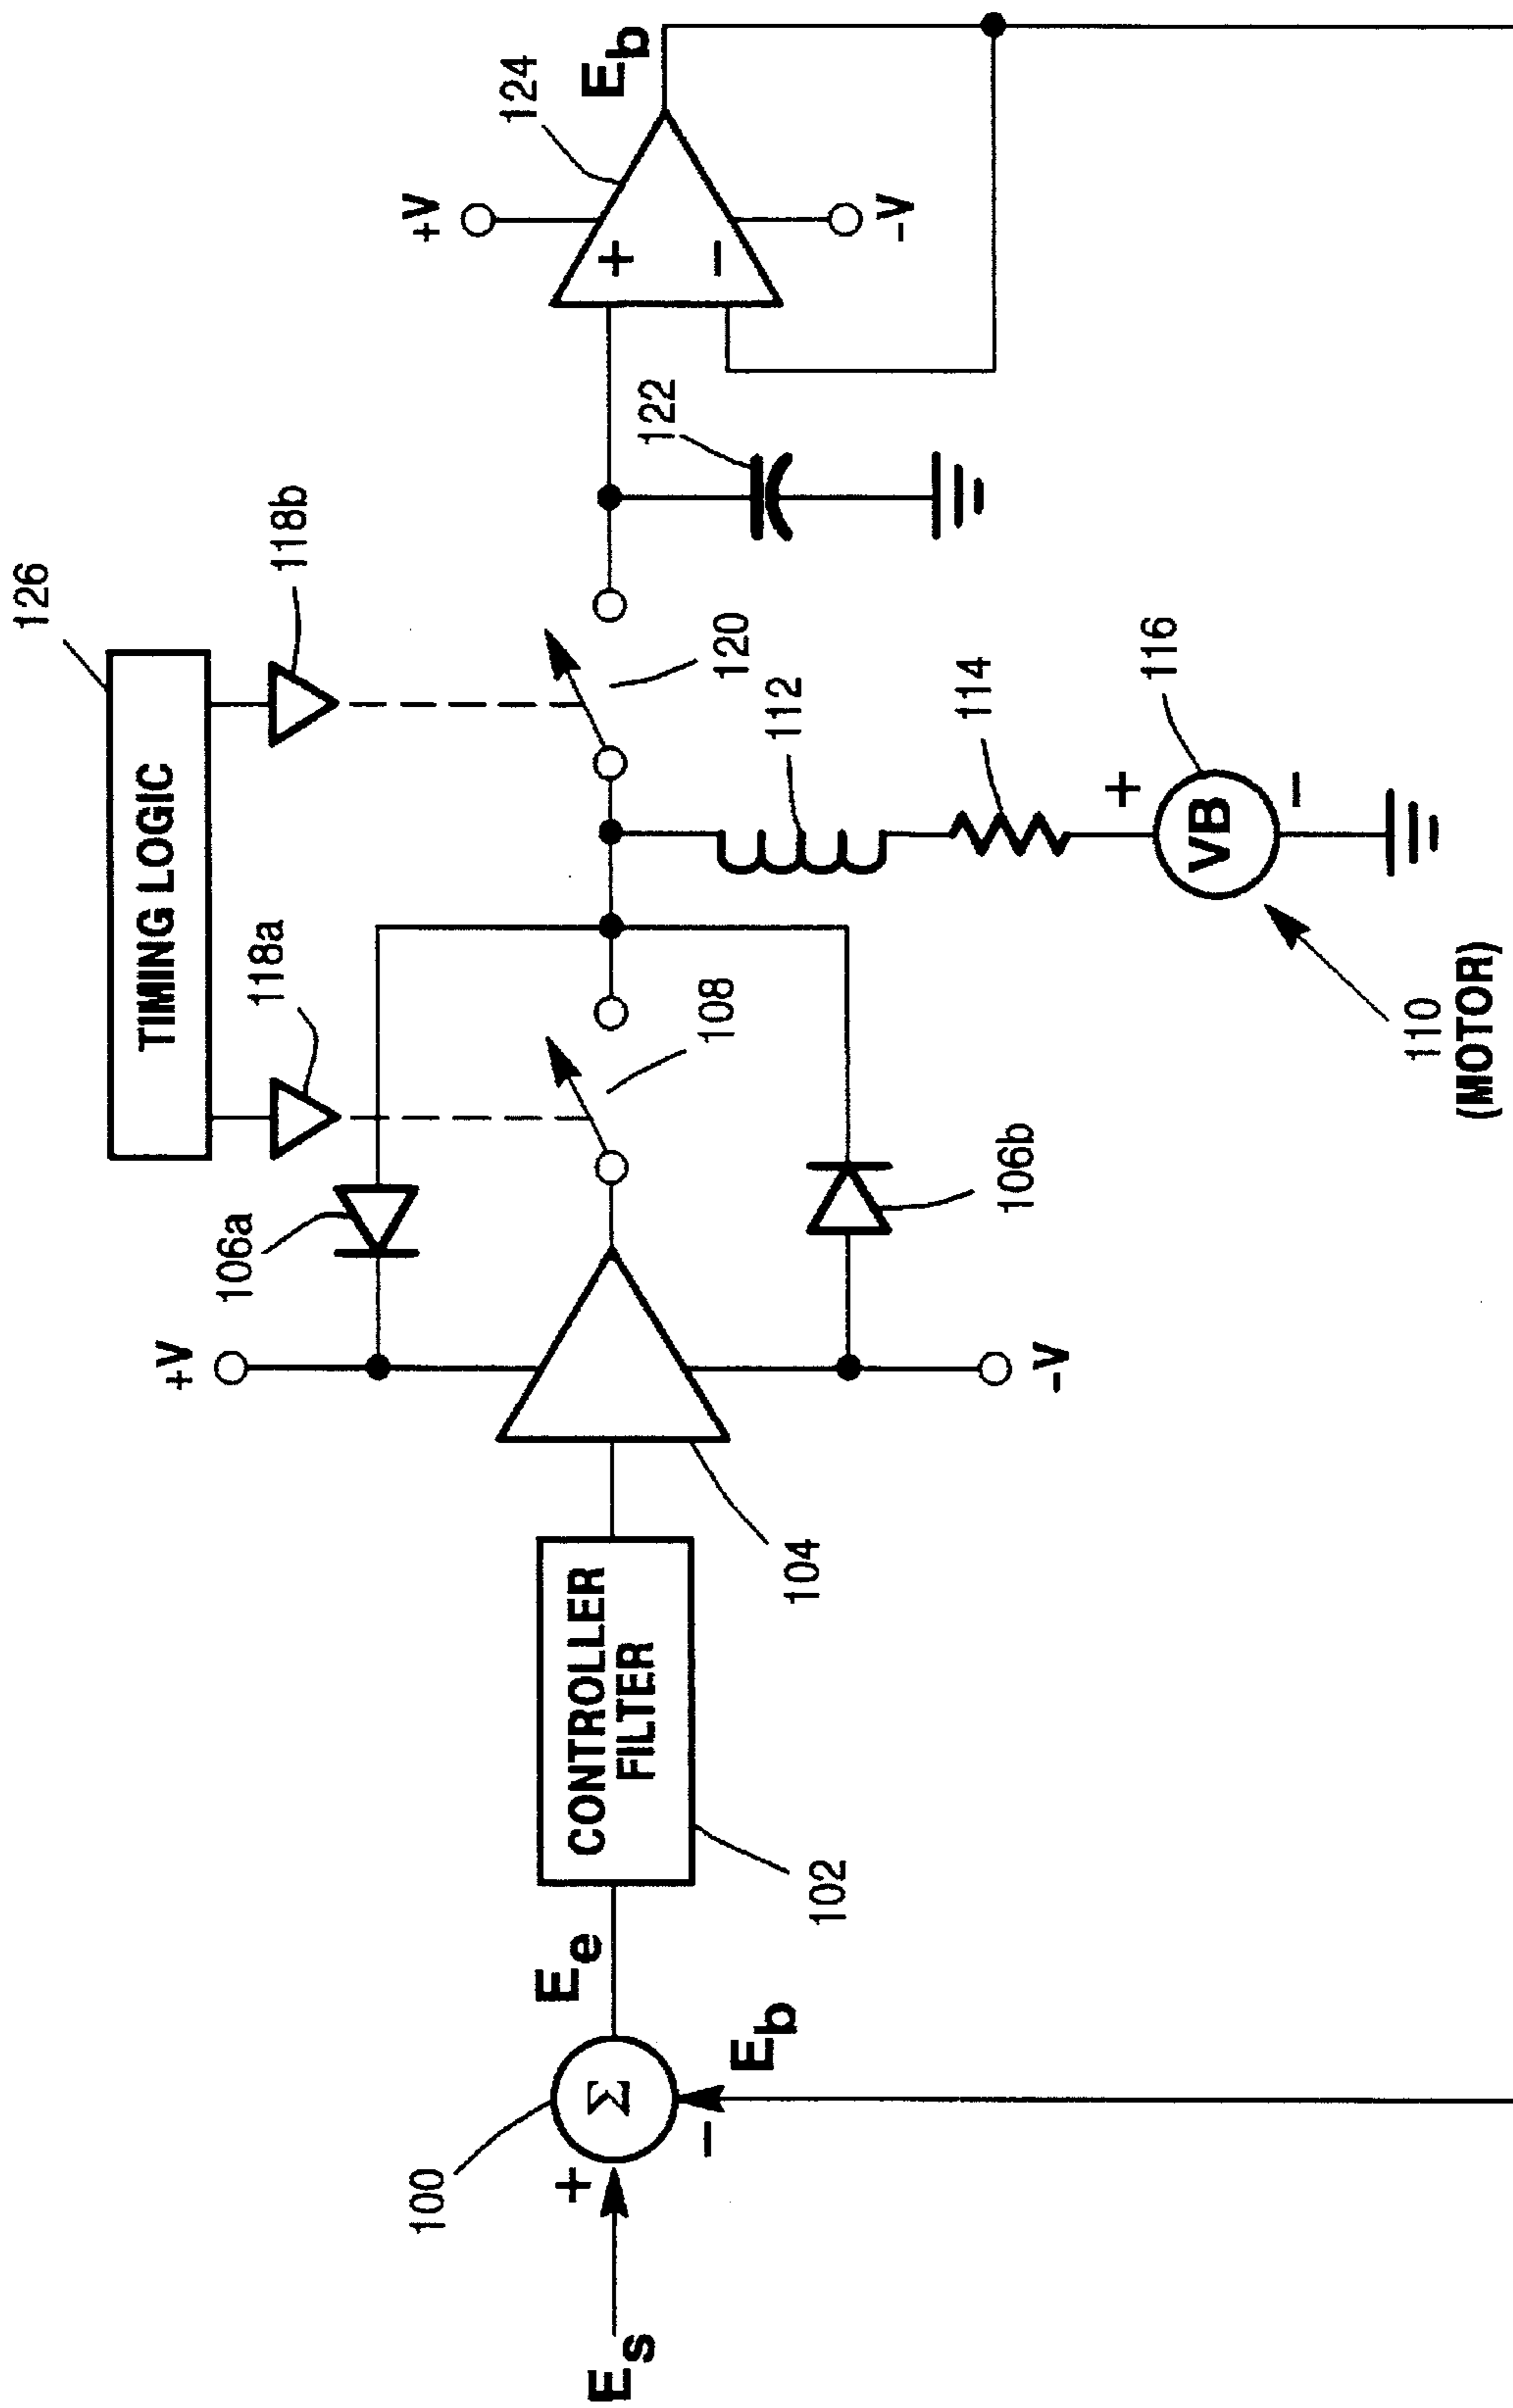 126
TIMING LOGIC
118a
118b
+V
106a
+V
124
E_b
+
−
-V
E_s
+
100
Σ
−
E_b
E_e
CONTROLLER
FILTER
102
104
108
120
122
-V
106b
112
114
+
VB
−
116
110
(MOTOR)